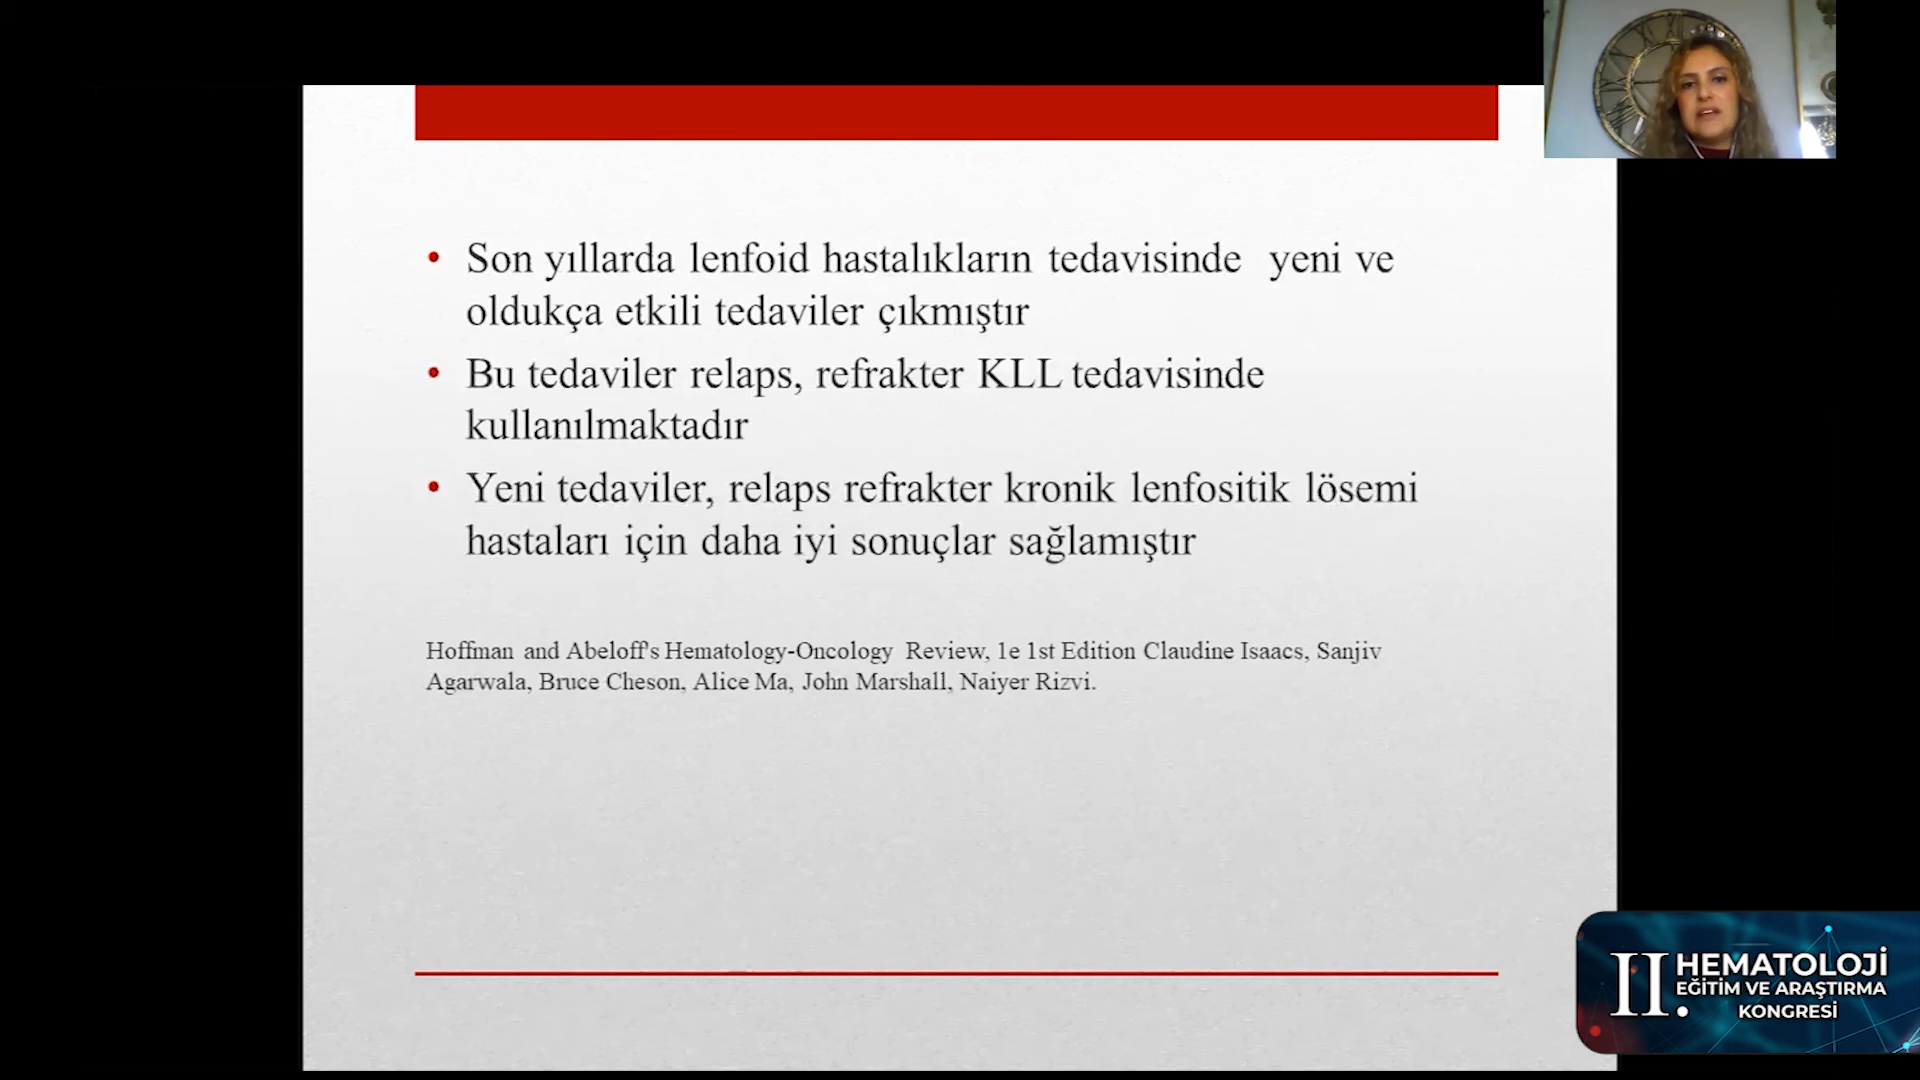 • Son yıllarda lenfoid hastalıkların tedavisinde yeni ve
oldukça etkili tedaviler çıkmıştır
• Bu tedaviler relaps, refrakter KLL tedavisinde
kullanılmaktadır
• Yeni tedaviler, relaps refrakter kronik lenfositik lösemi
hastaları için daha iyi sonuçlar sağlamıştır
Hoffman and Abeloff's Hematology-Oncology Review, 1e 1st Edition Claudine Isaacs, Sanjiv
Agarwala, Bruce Cheson, Alice Ma, John Marshall, Naiyer Rizvi.
II. HEMATOLOJİ
EĞİTİM VE ARAŞTIRMA
KONGRESİ